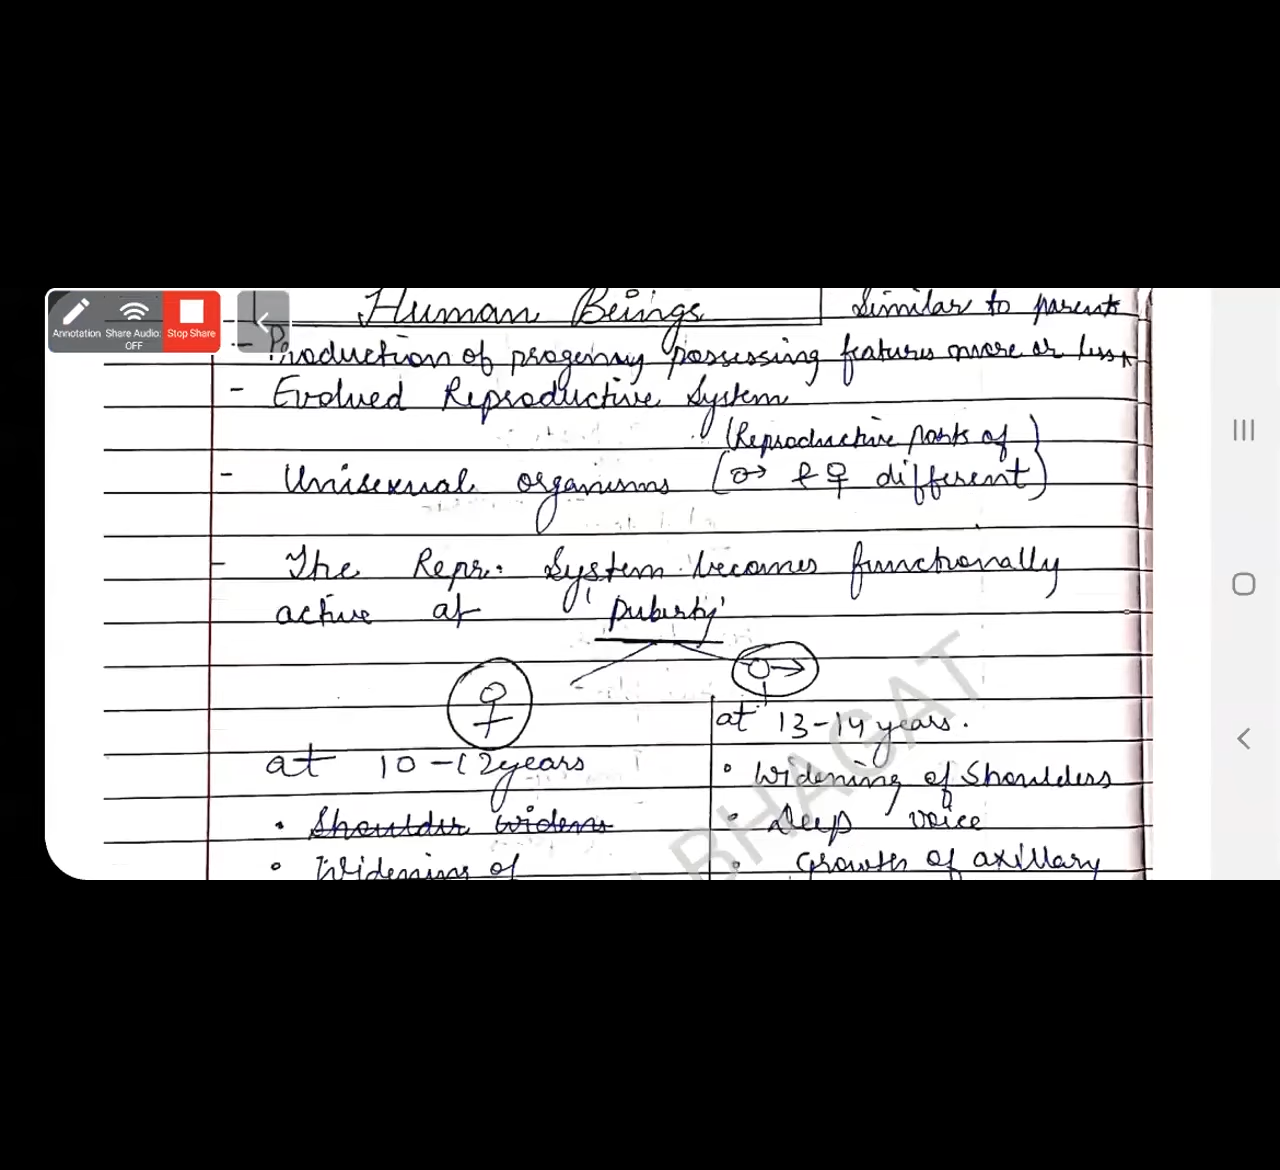 Human Beings
Similar to parents
- Production of progenny possessing features more or less
- Evolved Reproductive System
(Reproductive parts of
- Unisexual organisms (♂ & ♀ different)
- The Repr. System becomes functionally
active at 'Puberty'
♀
♂
at 13-14 years.
at 10-12 years
• Widening of Shoulders
• Shoulder widens
• Deep voice
• Widening of
• Growth of axillary
BHAGAT
Annotation
Share Audio: OFF
Stop Share